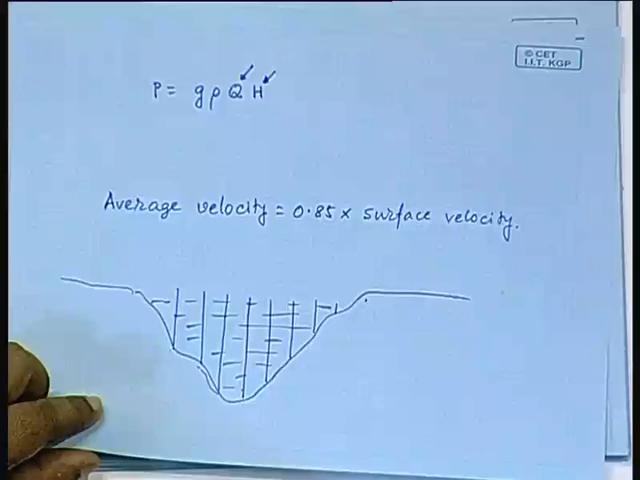 © CET
I.I.T. KGP
P = gρQH
Average velocity = 0.85 × surface velocity.